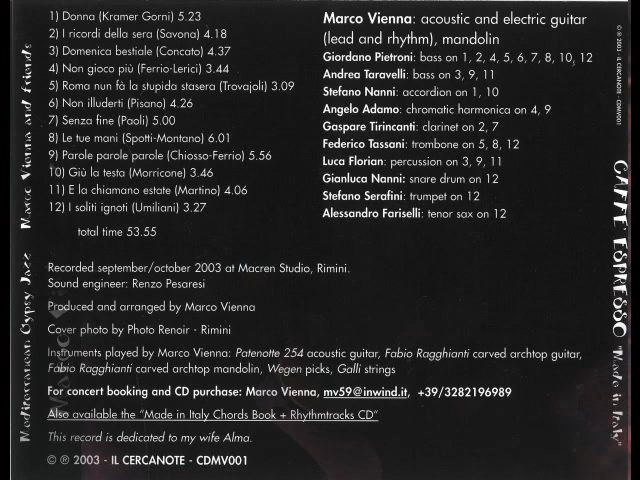 1) Donna (Kramer Gorni) 5.23
2) I ricordi della sera (Savona) 4.18
3) Domenica bestiale (Concato) 4.37
4) Non gioco più (Ferrio-Lerici) 3.44
5) Roma nun fà la stupida stasera (Trovajoli) 3.09
6) Non illuderti (Pisano) 4.26
7) Senza fine (Paoli) 5.00
8) Le tue mani (Spotti-Montano) 6.01
9) Parole parole parole (Chiosso-Ferrio) 5.56
10) Giù la testa (Morricone) 3.46
11) E la chiamano estate (Martino) 4.06
12) I soliti ignoti (Umiliani) 3.27
total time 53.55
Marco Vienna: acoustic and electric guitar
(lead and rhythm), mandolin
Giordano Pietroni: bass on 1, 2, 4, 5, 6, 7, 8, 10, 12
Andrea Taravelli: bass on 3, 9, 11
Stefano Nanni: accordion on 1, 10
Angelo Adamo: chromatic harmonica on 4, 9
Gaspare Tirincanti: clarinet on 2, 7
Federico Tassani: trombone on 5, 8, 12
Luca Florian: percussion on 3, 9, 11
Gianluca Nanni: snare drum on 12
Stefano Serafini: trumpet on 12
Alessandro Fariselli: tenor sax on 12
Recorded september/october 2003 at Macren Studio, Rimini.
Sound engineer: Renzo Pesaresi
Produced and arranged by Marco Vienna
Cover photo by Photo Renoir - Rimini
Instruments played by Marco Vienna: Patenotte 254 acoustic guitar, Fabio Ragghianti carved archtop guitar,
Fabio Ragghianti carved archtop mandolin, Wegen picks, Galli strings
For concert booking and CD purchase: Marco Vienna, mv59@inwind.it, +39/3282196989
Also available the "Made in Italy Chords Book + Rhythmtracks CD"
This record is dedicated to my wife Alma.
© ℗ 2003 - IL CERCANOTE - CDMV001
Mediterranean Gypsy Jazz Marco Vienna and Friends
© ℗ 2003 - IL CERCANOTE - CDMV001
CAFFE' ESPRESSO "Made in Italy"